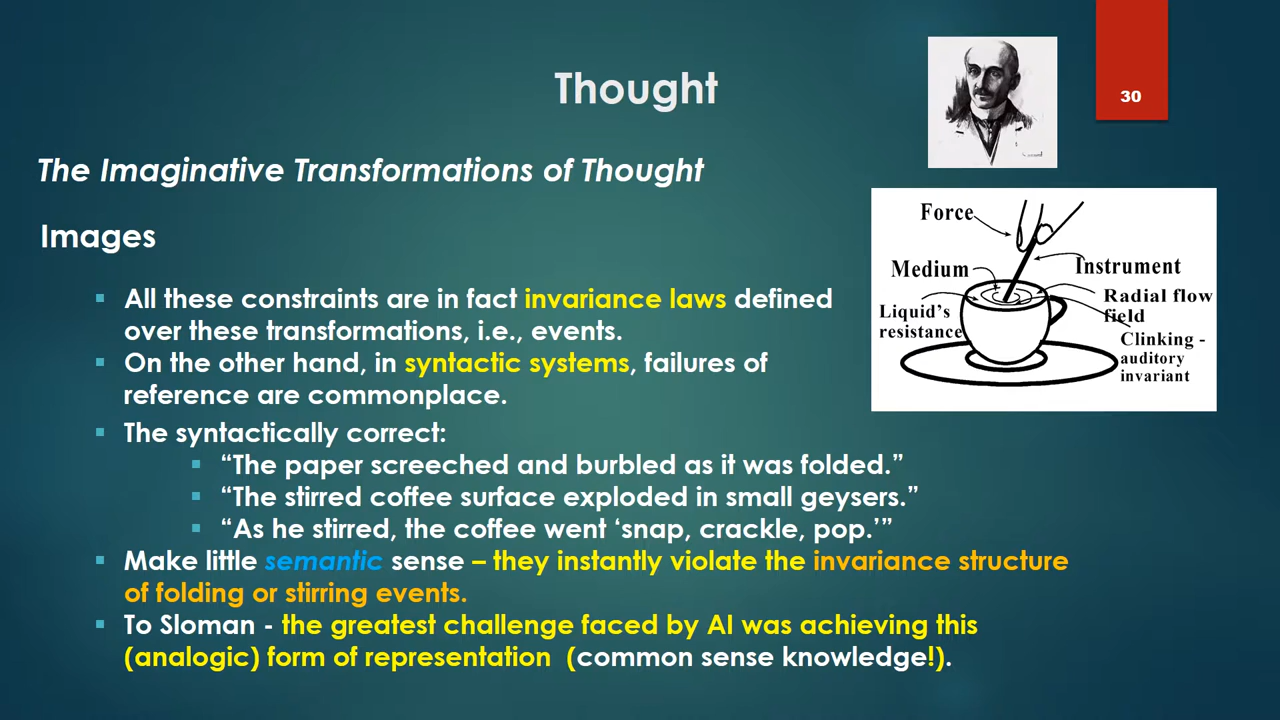 Thought
30
The Imaginative Transformations of Thought
Images
All these constraints are in fact invariance laws defined
over these transformations, i.e., events.
On the other hand, in syntactic systems, failures of
reference are commonplace.
The syntactically correct:
“The paper screeched and burbled as it was folded.”
“The stirred coffee surface exploded in small geysers.”
“As he stirred, the coffee went ‘snap, crackle, pop.’”
Make little semantic sense – they instantly violate the invariance structure
of folding or stirring events.
To Sloman - the greatest challenge faced by AI was achieving this
(analogic) form of representation (common sense knowledge!).
Force
Medium
Instrument
Liquid's
resistance
Radial flow
field
Clinking -
auditory
invariant